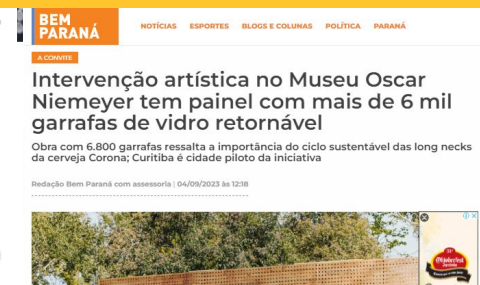 BEM
PARANÁ
NOTÍCIAS ESPORTES BLOGS E COLUNAS POLÍTICA PARANÁ
A CONVITE
Intervenção artística no Museu Oscar
Niemeyer tem painel com mais de 6 mil
garrafas de vidro retornável
Obra com 6.800 garrafas ressalta a importância do ciclo sustentável das long necks
da cerveja Corona; Curitiba é cidade piloto da iniciativa
Redação Bem Paraná com assessoria | 04/09/2023 às 12:18
Oktoberfest